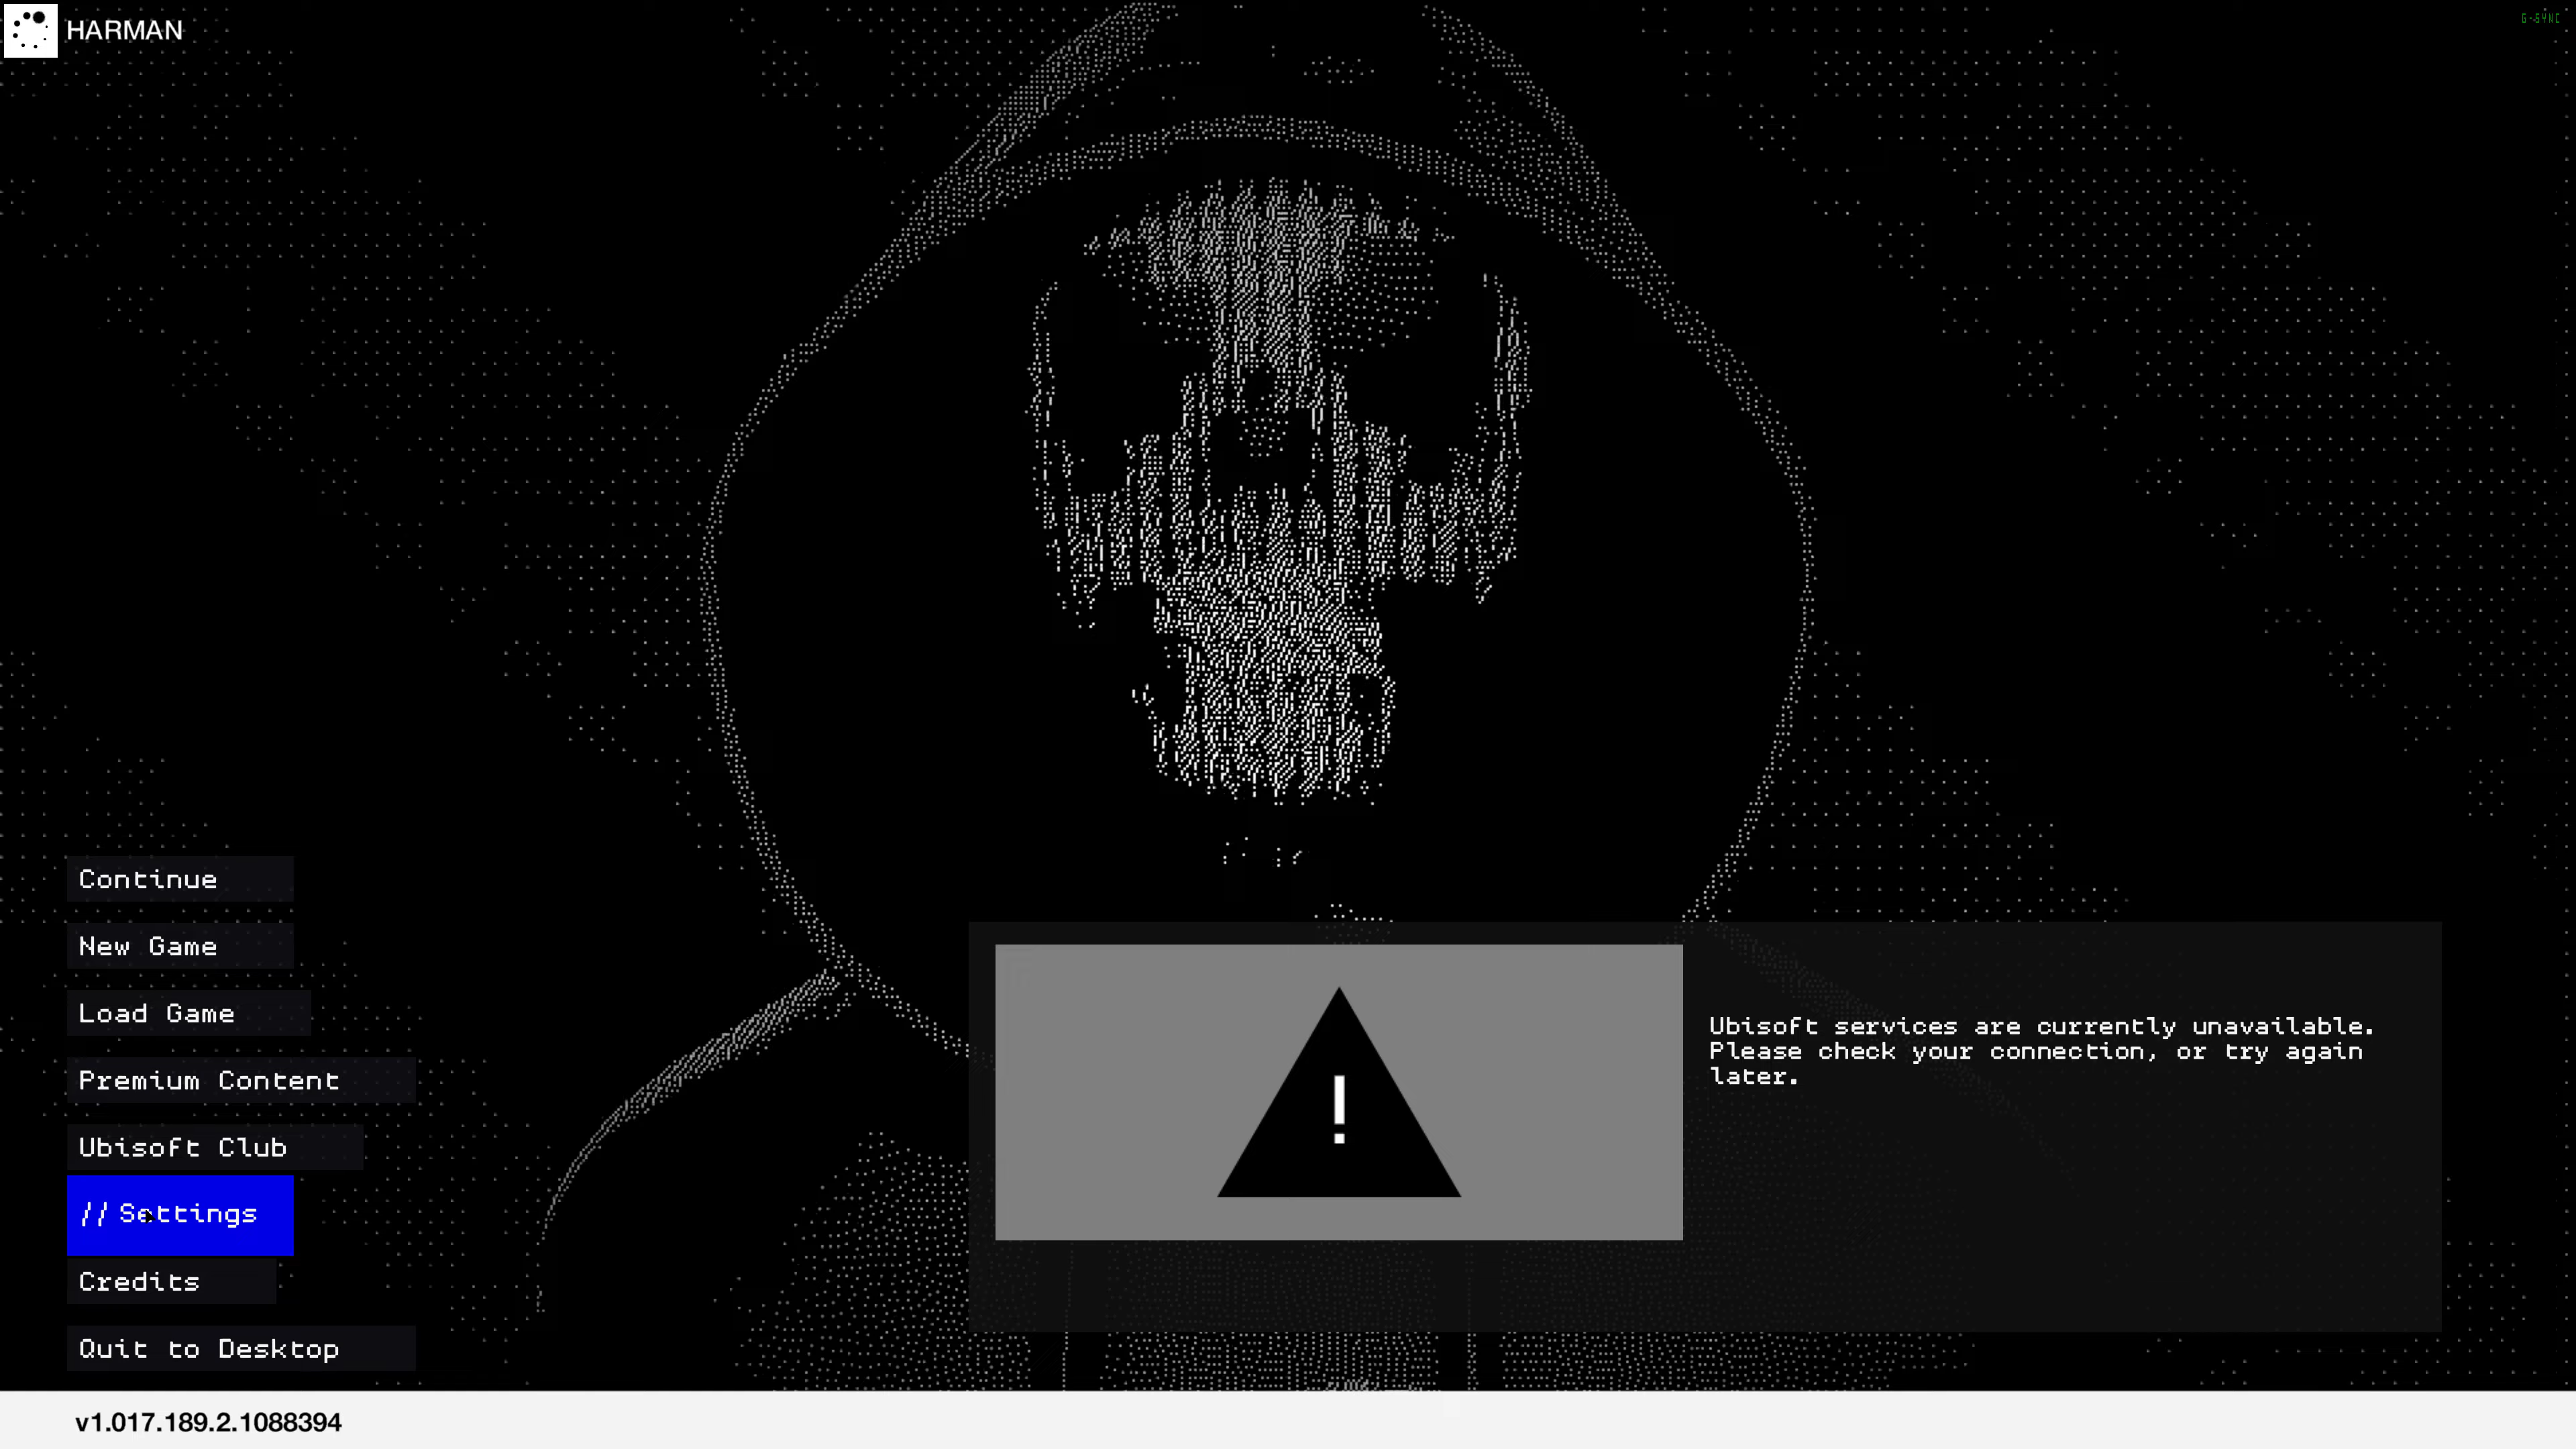 HARMAN
G-SYNC
Continue
New Game
Load Game
Premium Content
Ubisoft Club
// Settings
Credits
Quit to Desktop
!
Ubisoft services are currently unavailable.
Please check your connection, or try again
later.
v1.017.189.2.1088394